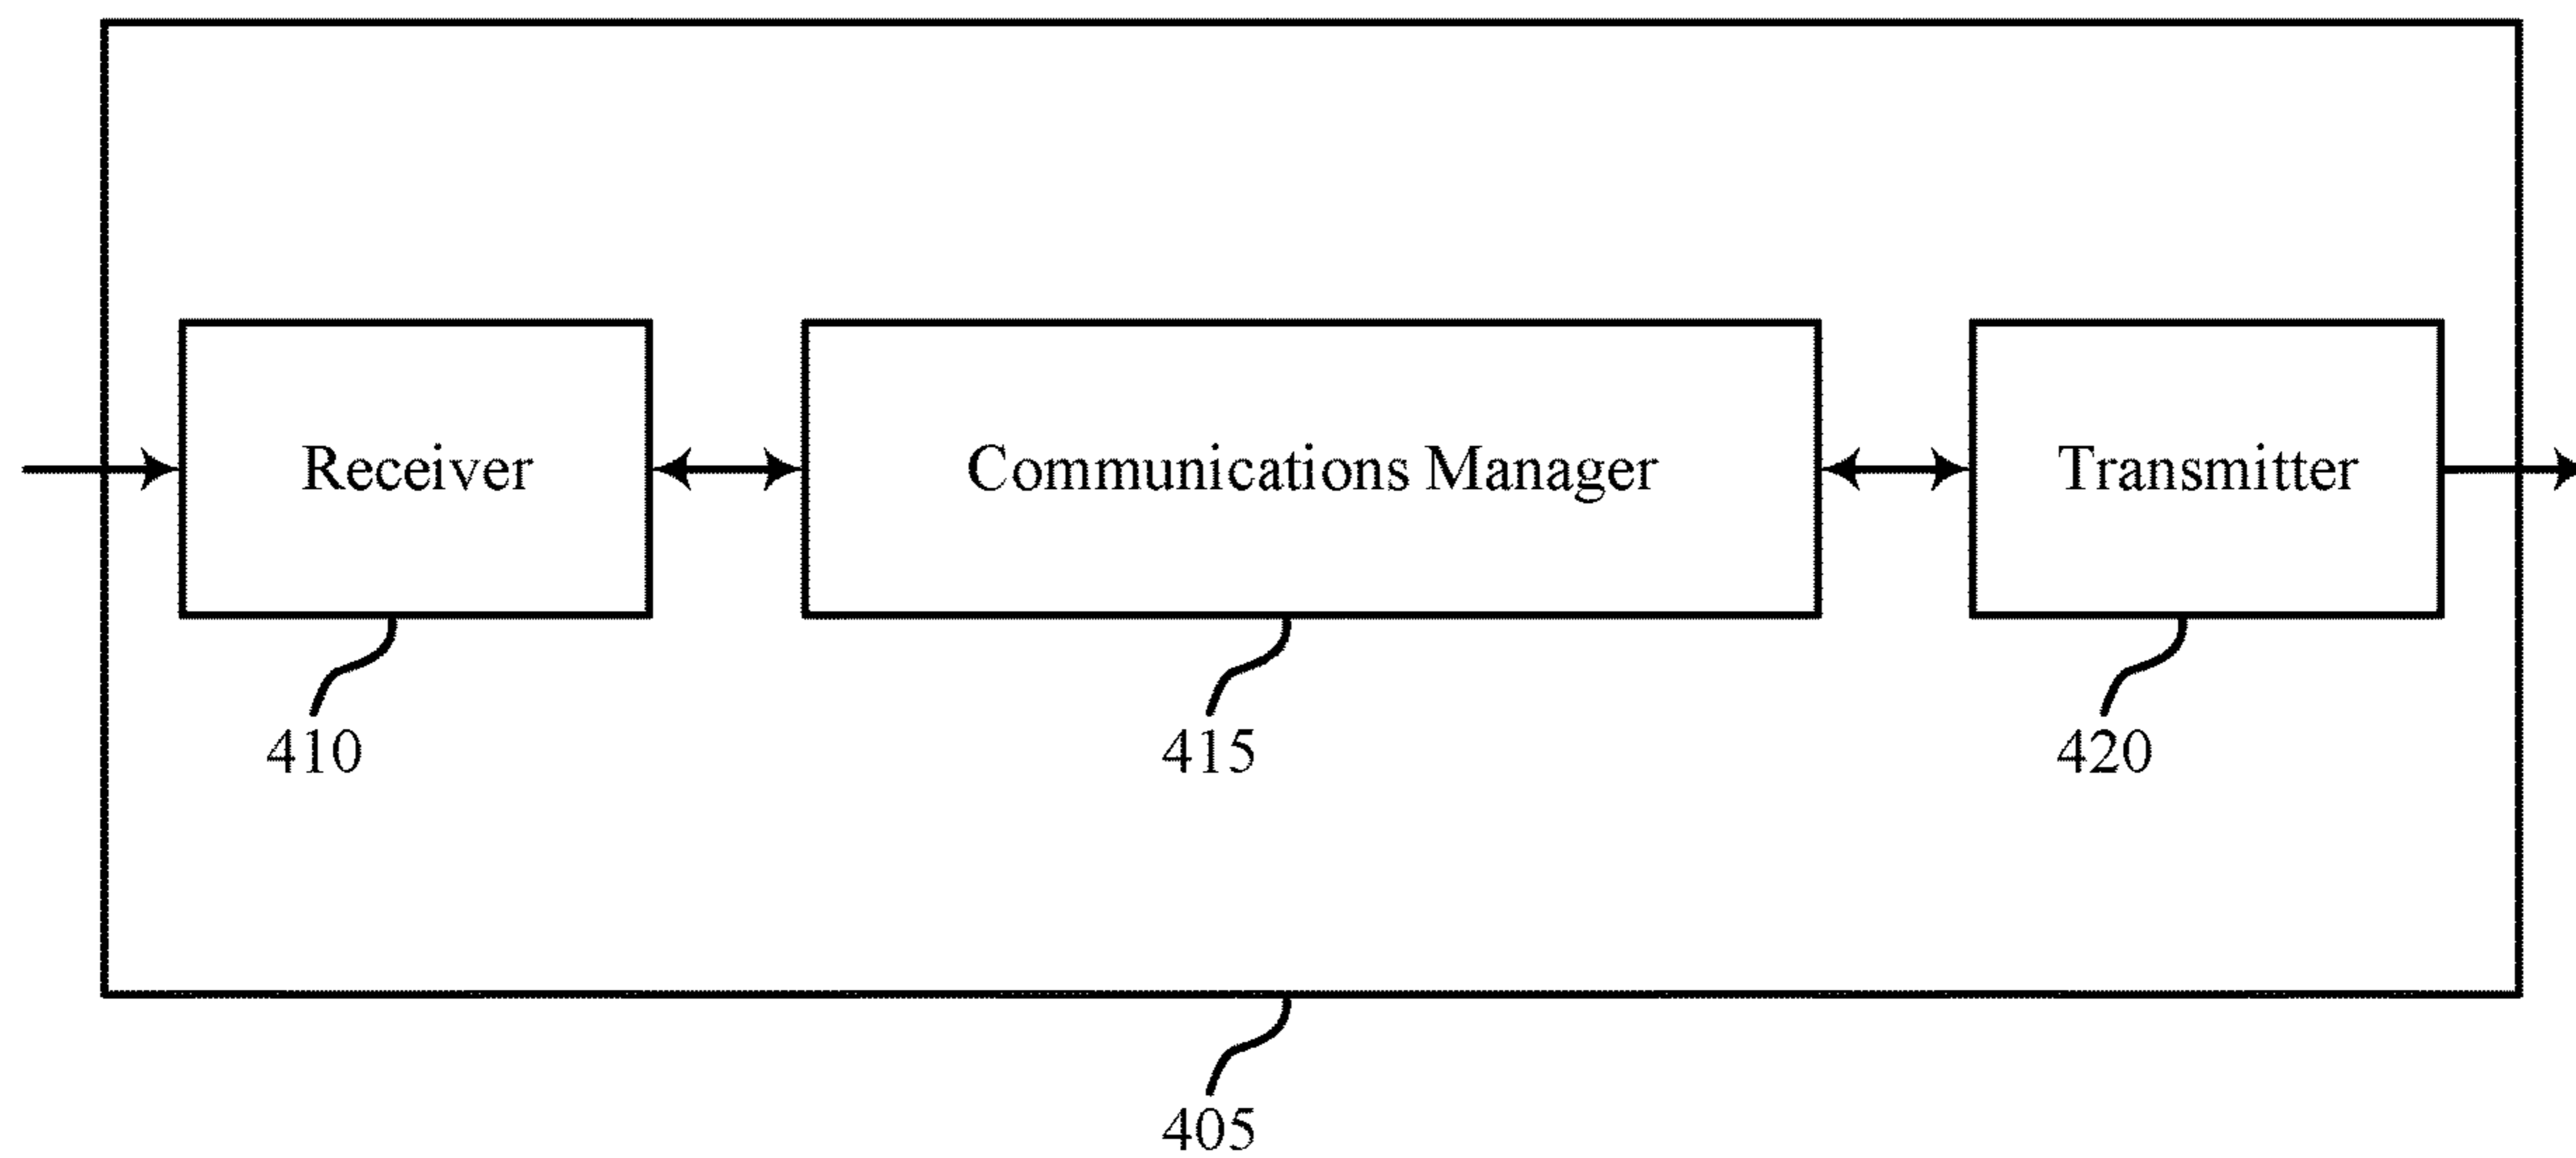 Receiver
Communications Manager
Transmitter
410
415
420
405